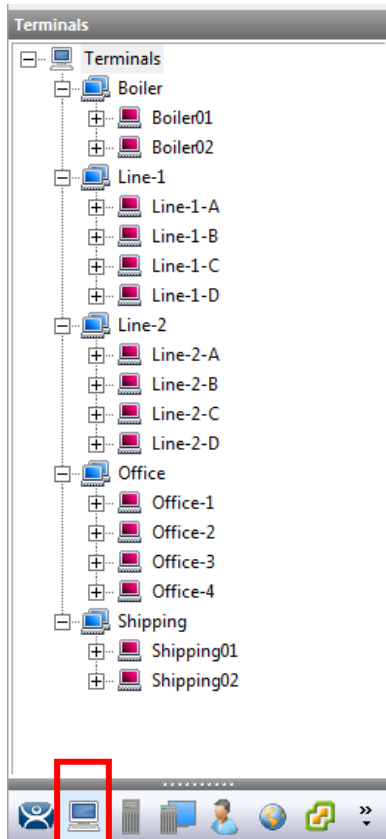 Terminals
Terminals
Boiler
Boiler01
Boiler02
Line-1
Line-1-A
Line-1-B
Line-1-C
Line-1-D
Line-2
Line-2-A
Line-2-B
Line-2-C
Line-2-D
Office
Office-1
Office-2
Office-3
Office-4
Shipping
Shipping01
Shipping02